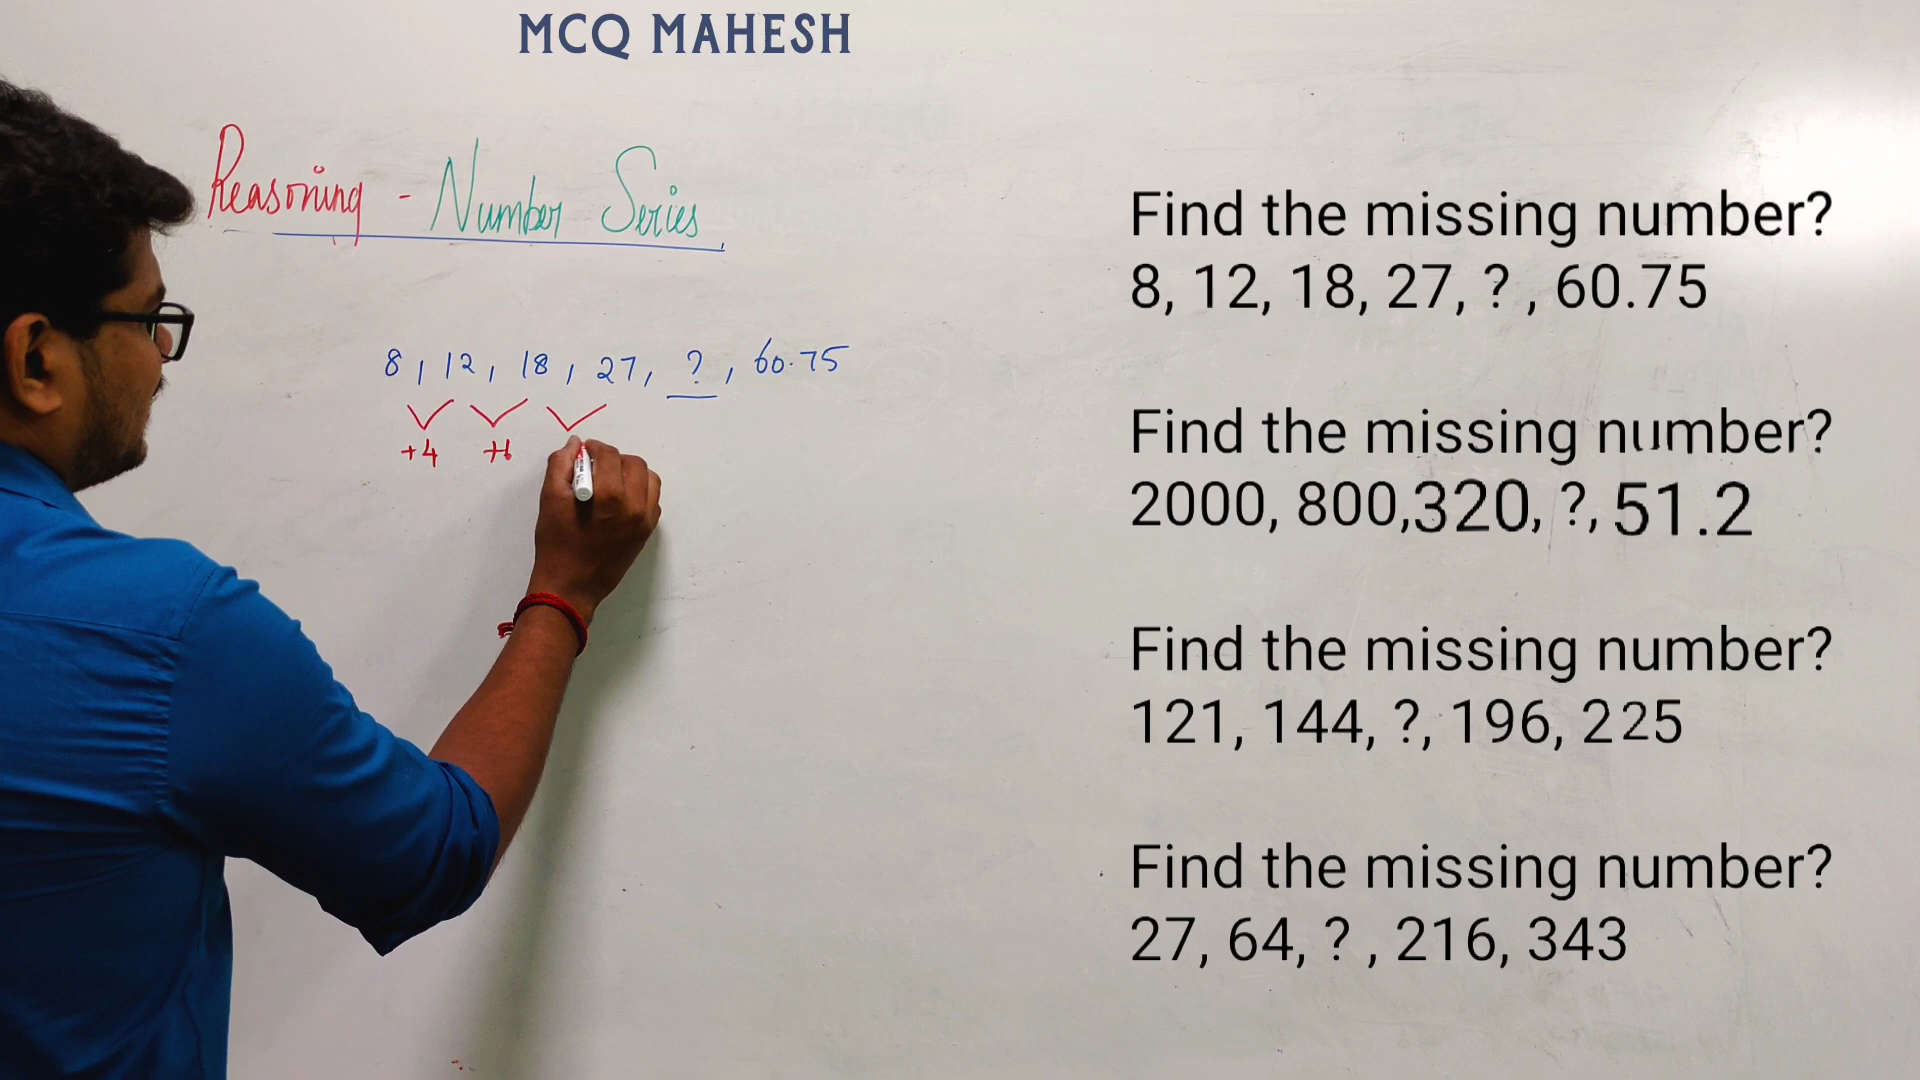 MCQ MAHESH
Reasoning - Number Series
8, 12, 18, 27, ?, 60.75
+4 +6
Find the missing number?
8, 12, 18, 27, ? , 60.75
Find the missing number?
2000, 800,320, ?, 51.2
Find the missing number?
121, 144, ?, 196, 225
Find the missing number?
27, 64, ? , 216, 343